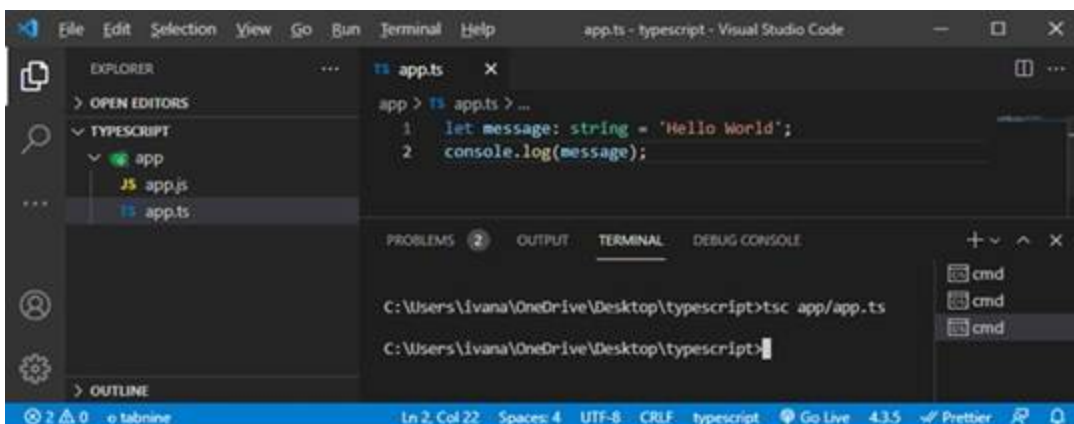 File Edit Selection View Go Run Terminal Help app.ts - typescript - Visual Studio Code
EXPLORER
OPEN EDITORS
TYPESCRIPT
app
JS app.js
TS app.ts
TS app.ts
app > TS app.ts > ...
1 let message: string = 'Hello World';
2 console.log(message);
PROBLEMS 2 OUTPUT TERMINAL DEBUG CONSOLE
C:\Users\ivana\OneDrive\Desktop\typescript>tsc app/app.ts
C:\Users\ivana\OneDrive\Desktop\typescript>
cmd
cmd
cmd
OUTLINE
2 0 tabnine Ln 2, Col 22 Spaces: 4 UTF-8 CRLF typescript Go Live 4.3.5 Prettier